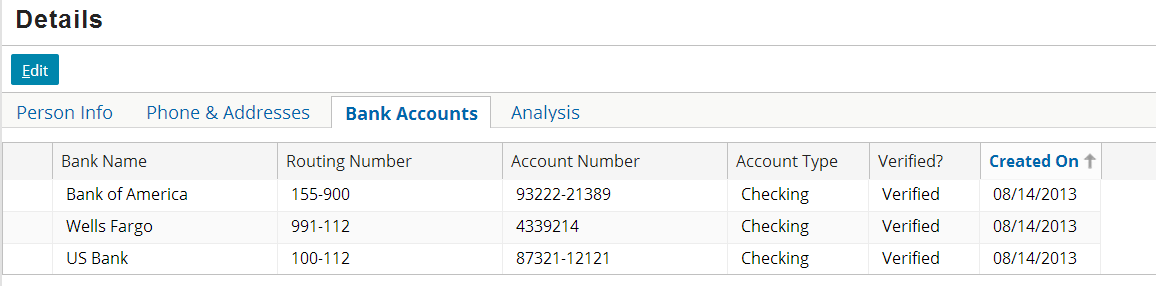 Details
Edit
Person Info Phone & Addresses Bank Accounts Analysis
Bank Name Routing Number Account Number Account Type Verified? Created On
Bank of America 155-900 93222-21389 Checking Verified 08/14/2013
Wells Fargo 991-112 4339214 Checking Verified 08/14/2013
US Bank 100-112 87321-12121 Checking Verified 08/14/2013